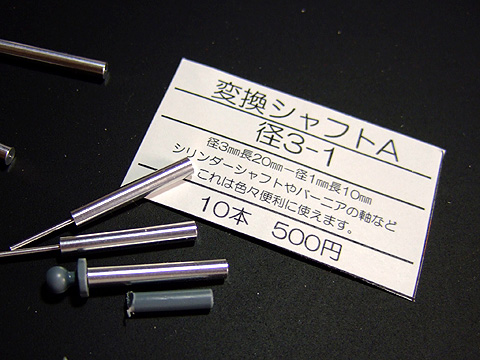 変換シャフトA
径3-1
径3㎜長20㎜ー径1㎜長10㎜
シリンダーシャフトやバーニアの軸など
これは色々便利に使えます。
10本 500円